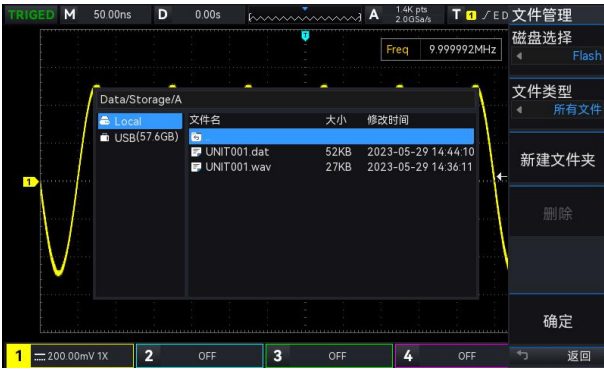 TRIGED M 50.00ns D 0.00s A 1.4K pts 2.0GSa/s T 1 ED 文件管理
磁盘选择
Flash
Freq 9.999992MHz
文件类型
所有文件
Data/Storage/A
Local
USB(57.6GB)
文件名 大小 修改时间
..
UNIT001.dat 52KB 2023-05-29 14:44:10
UNIT001.wav 27KB 2023-05-29 14:36:11
新建文件夹
1
删除
确定
1 200.00mV 1X 2 OFF 3 OFF 4 OFF 返回